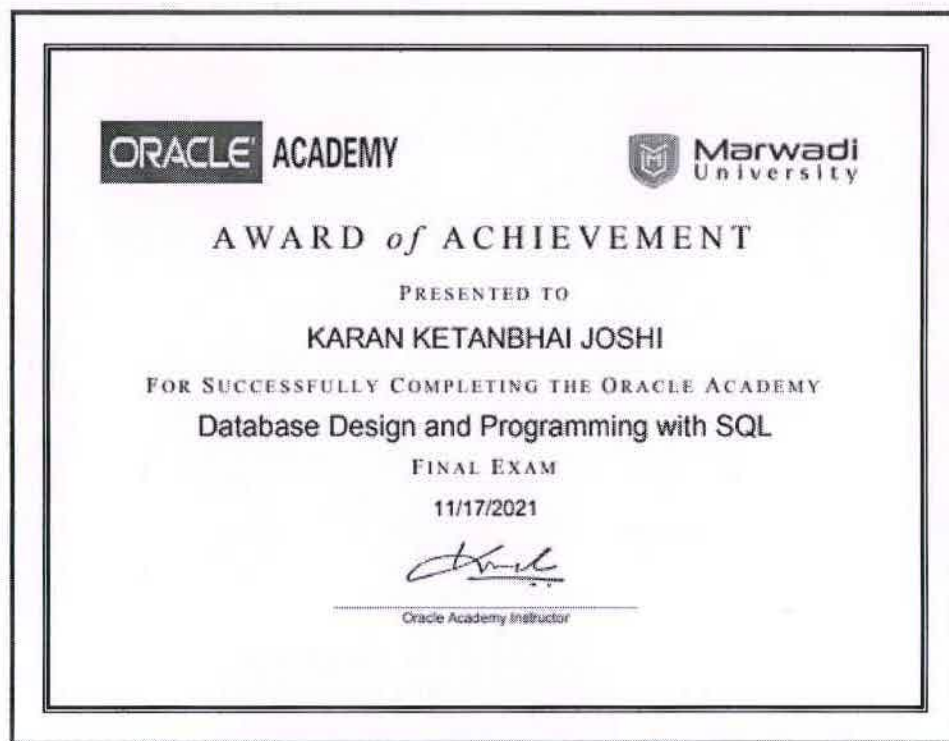 ORACLE ACADEMY
Marwadi
University
AWARD of ACHIEVEMENT
PRESENTED TO
KARAN KETANBHAI JOSHI
FOR SUCCESSFULLY COMPLETING THE ORACLE ACADEMY
Database Design and Programming with SQL
FINAL EXAM
11/17/2021
Oracle Academy Instructor